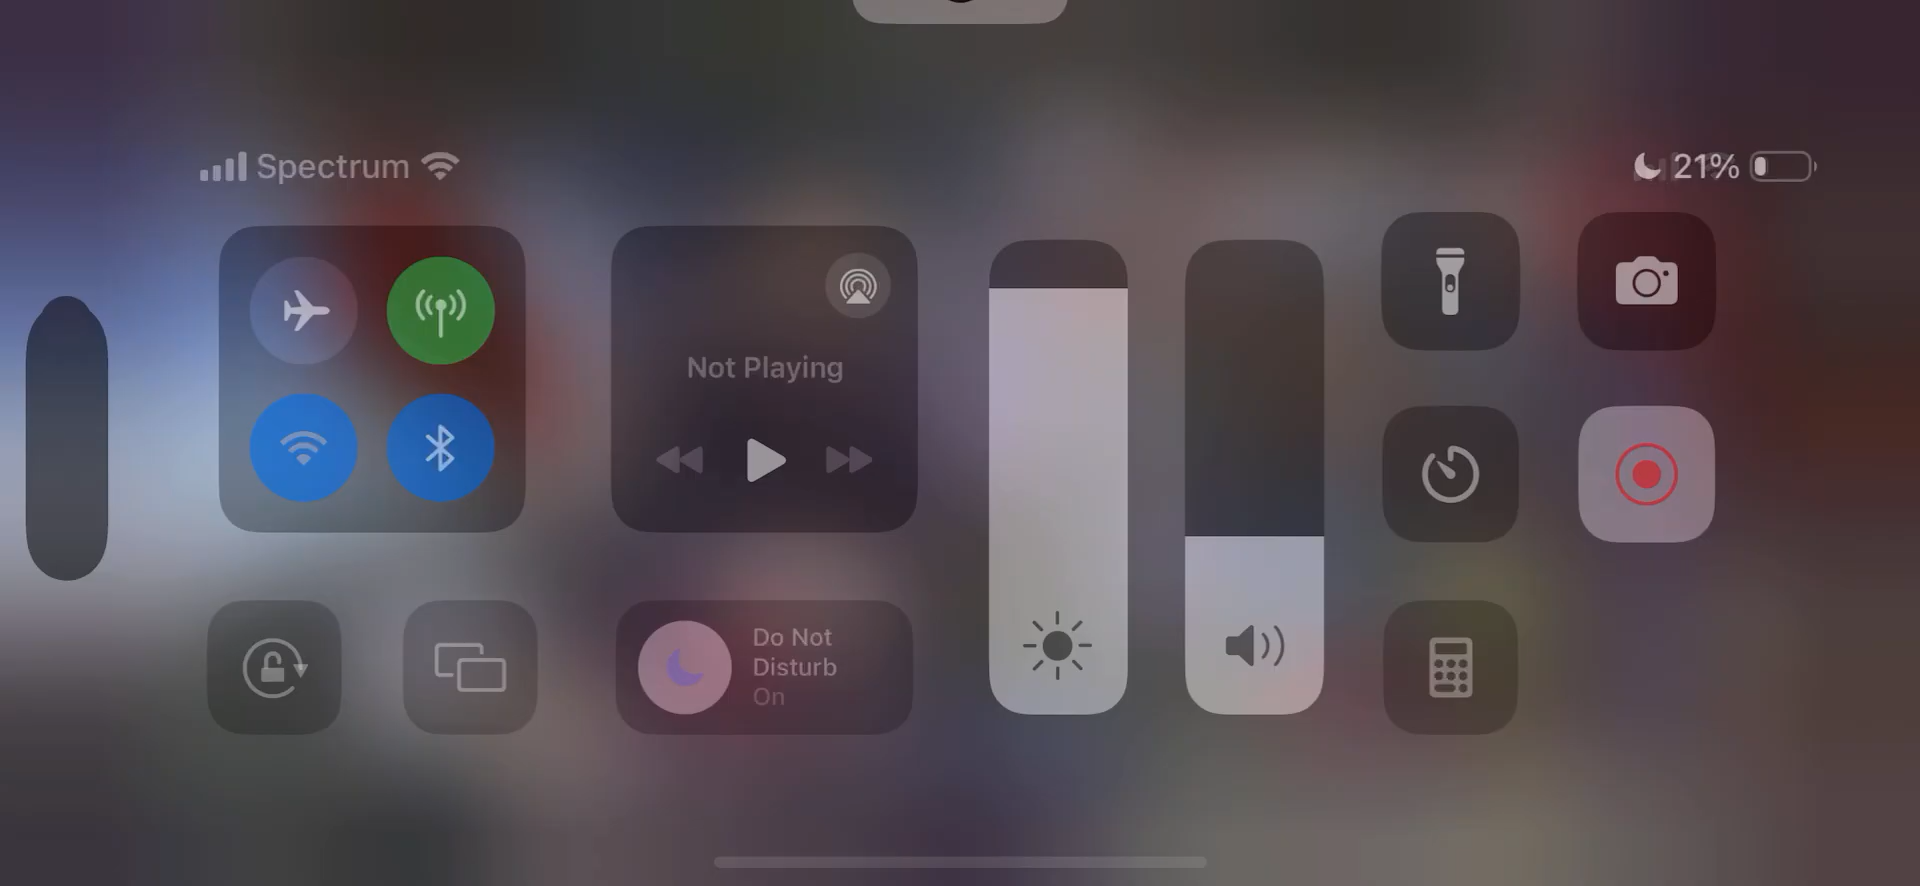 Spectrum
21%
Not Playing
Do Not
Disturb
On